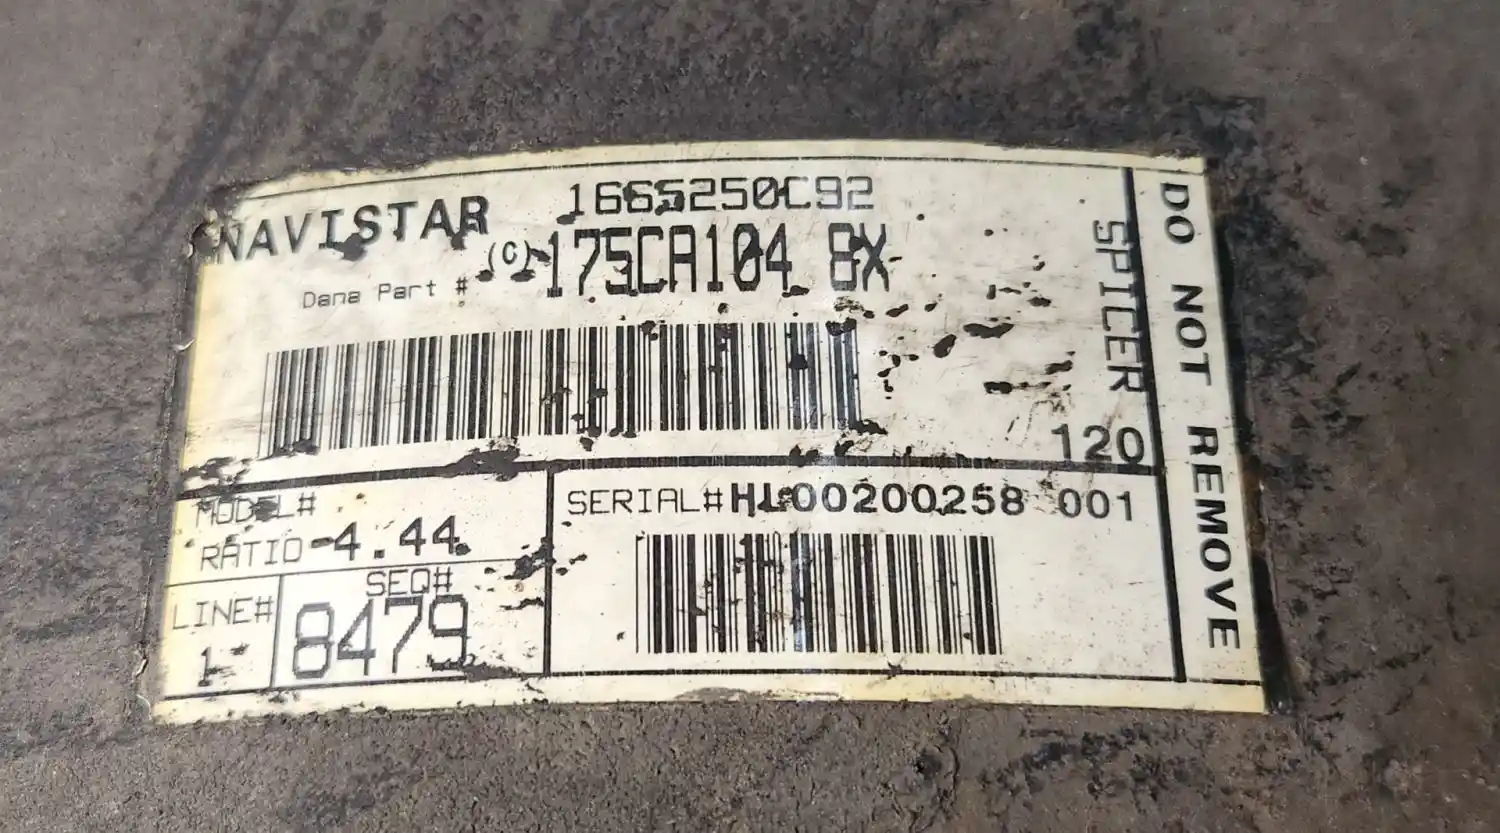 NAVISTAR 1665250C92
Dana Part # (C) 175CA104 8X
SPICER
120
DO NOT REMOVE
MODEL#
RATIO-4.44
SERIAL# HL00200258 001
LINE#
1
SEQ#
8479